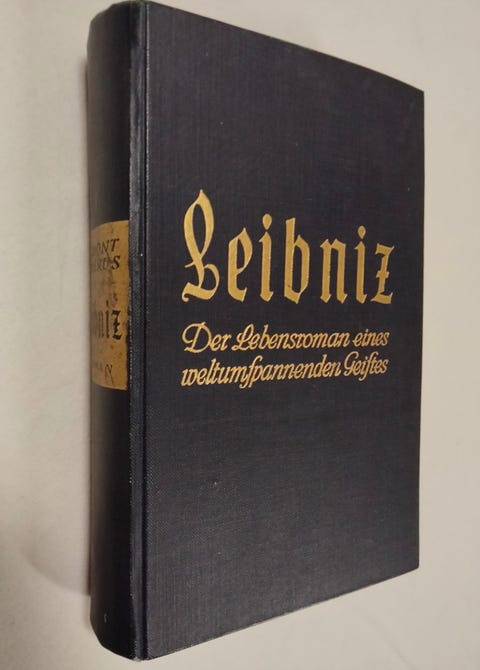 Leibniz
Der Lebensroman eines
weltumspannenden Geistes